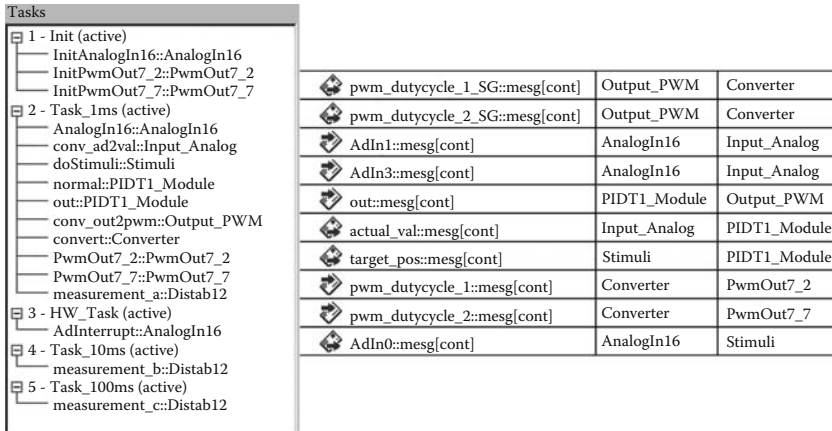 Tasks
1 - Init (active)
InitAnalogIn16::AnalogIn16
InitPwmOut7_2::PwmOut7_2
InitPwmOut7_7::PwmOut7_7
2 - Task_1ms (active)
AnalogIn16::AnalogIn16
conv_ad2val::Input_Analog
doStimuli::Stimuli
normal::PIDT1_Module
out::PIDT1_Module
conv_out2pwm::Output_PWM
convert::Converter
PwmOut7_2::PwmOut7_2
PwmOut7_7::PwmOut7_7
measurement_a::Distab12
3 - HW_Task (active)
AdInterrupt::AnalogIn16
4 - Task_10ms (active)
measurement_b::Distab12
5 - Task_100ms (active)
measurement_c::Distab12
pwm_dutycycle_1_SG::mesg[cont] Output_PWM Converter
pwm_dutycycle_2_SG::mesg[cont] Output_PWM Converter
AdIn1::mesg[cont] AnalogIn16 Input_Analog
AdIn3::mesg[cont] AnalogIn16 Input_Analog
out::mesg[cont] PIDT1_Module Output_PWM
actual_val::mesg[cont] Input_Analog PIDT1_Module
target_pos::mesg[cont] Stimuli PIDT1_Module
pwm_dutycycle_1::mesg[cont] Converter PwmOut7_2
pwm_dutycycle_2::mesg[cont] Converter PwmOut7_7
AdIn0::mesg[cont] AnalogIn16 Stimuli